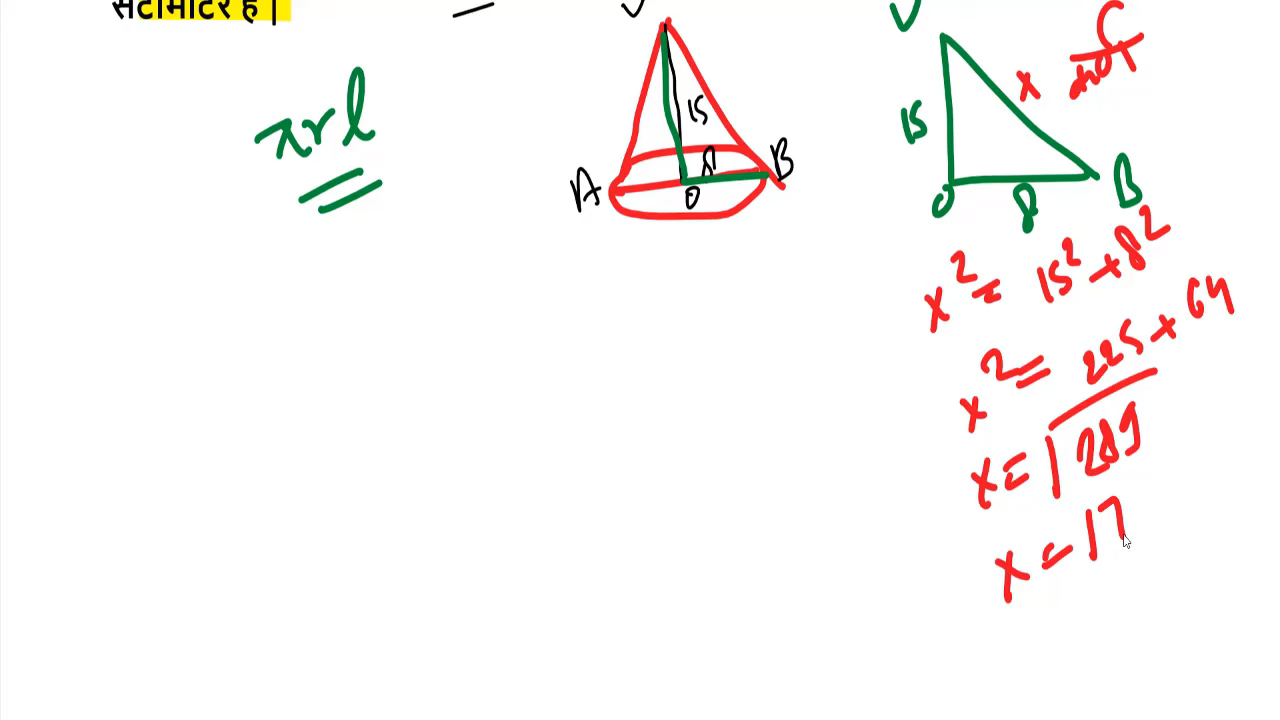 सेंटीमीटर है |
πrl
15
8
A
B
O
15
x
O
8
B
x² = 15² + 8²
x² = 225 + 64
x = √289
x = 17